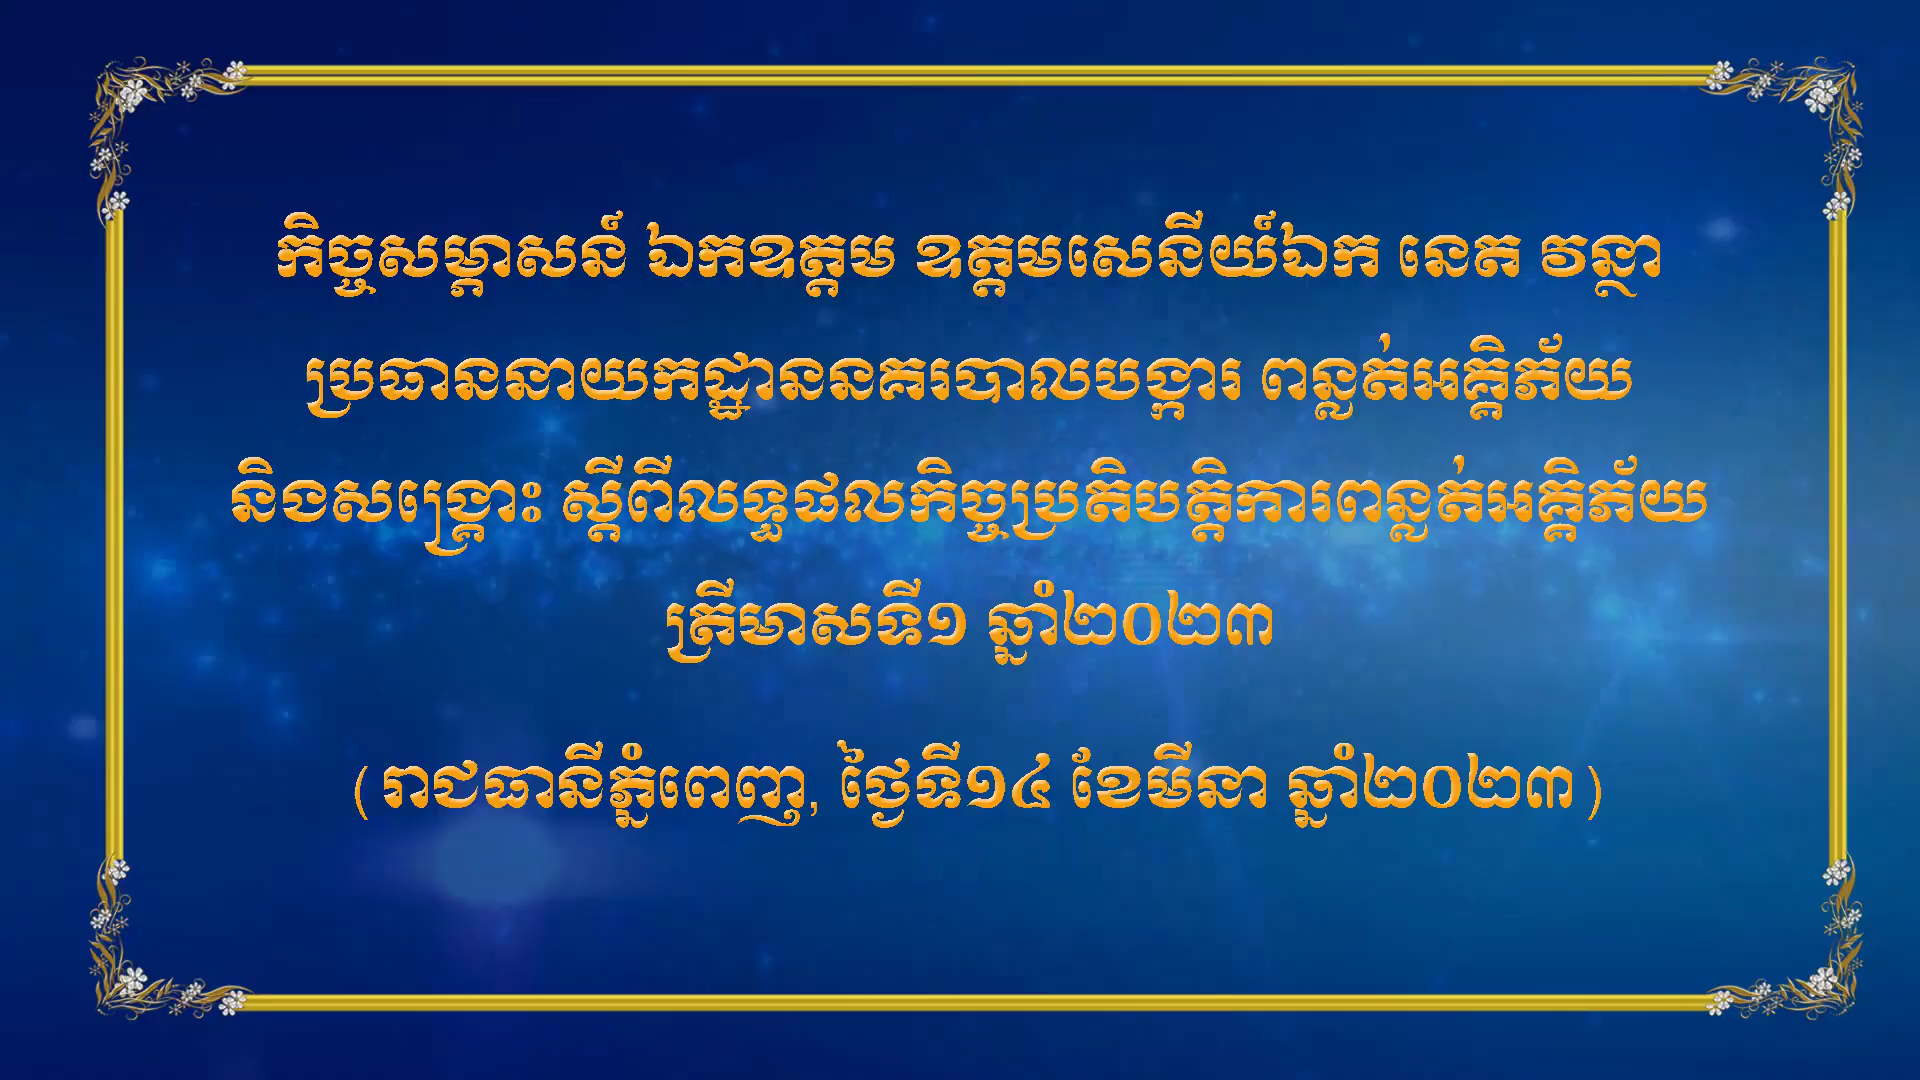 កិច្ចសម្ភាសន៍ ឯកឧត្តម ឧត្តមសេនីយ៍ឯក នេត វន្ថា
ប្រធាននាយកដ្ឋាននគរបាលបង្ការ ពន្លត់អគ្គិភ័យ
និងសង្គ្រោះ ស្តីពីលទ្ធផលកិច្ចប្រតិបត្តិការពន្លត់អគ្គិភ័យ
ត្រីមាសទី១ ឆ្នាំ២០២៣
(រាជធានីភ្នំពេញ, ថ្ងៃទី១៤ ខែមីនា ឆ្នាំ២០២៣)